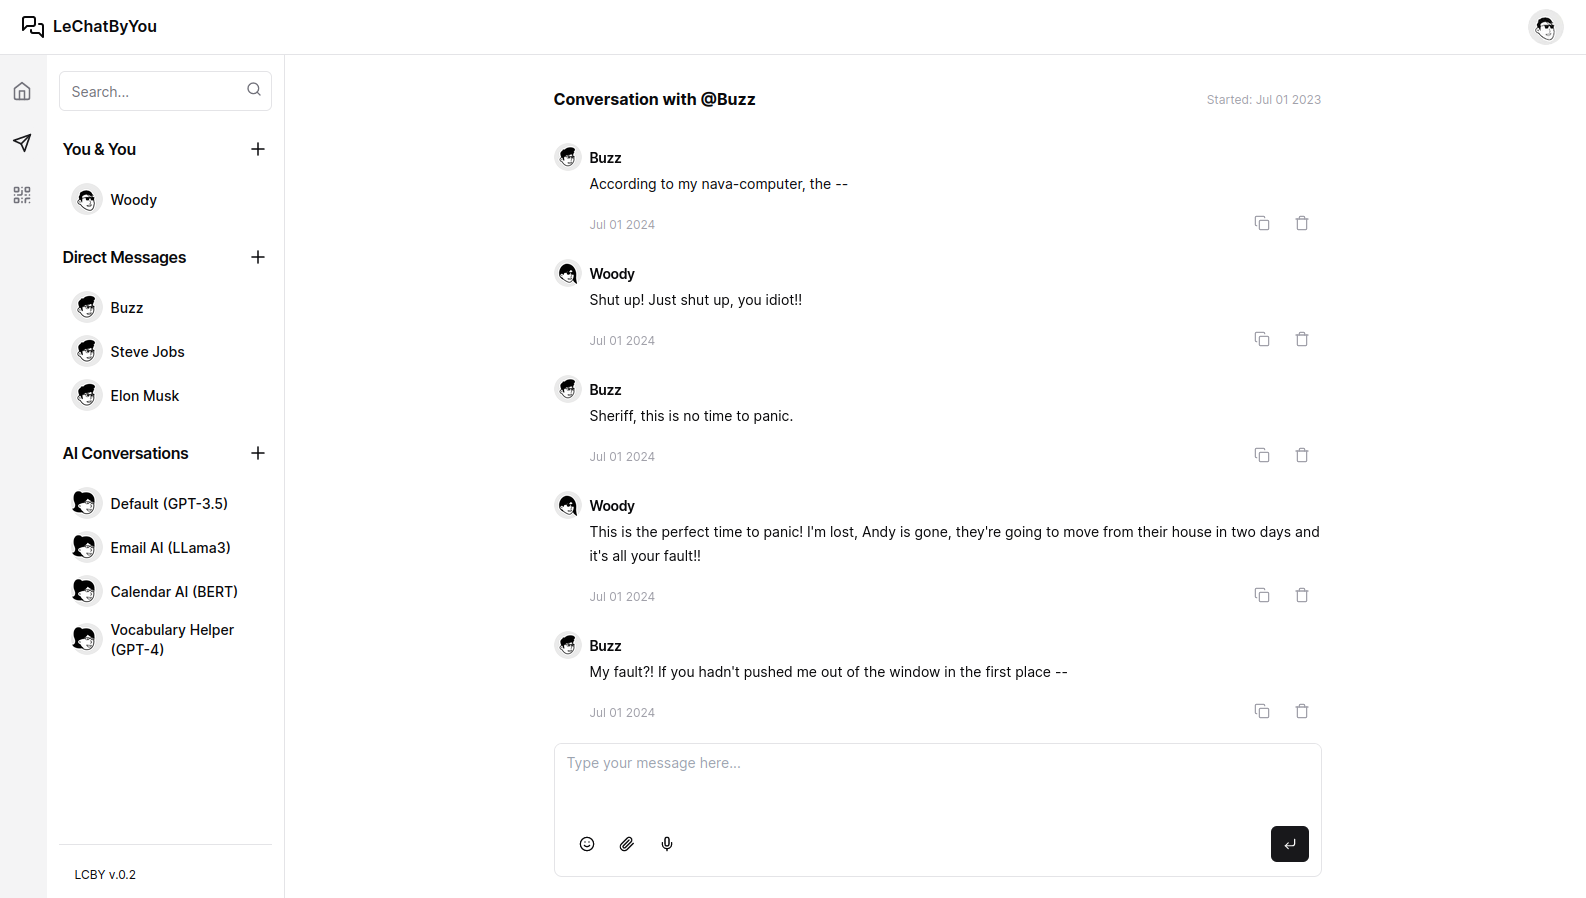 LeChatByYou
Search...
You & You
Woody
Direct Messages
Buzz
Steve Jobs
Elon Musk
AI Conversations
Default (GPT-3.5)
Email AI (LLama3)
Calendar AI (BERT)
Vocabulary Helper
(GPT-4)
LCBY v.0.2
Conversation with @Buzz
Started: Jul 01 2023
Buzz
According to my nava-computer, the --
Jul 01 2024
Woody
Shut up! Just shut up, you idiot!!
Jul 01 2024
Buzz
Sheriff, this is no time to panic.
Jul 01 2024
Woody
This is the perfect time to panic! I'm lost, Andy is gone, they're going to move from their house in two days and
it's all your fault!!
Jul 01 2024
Buzz
My fault?! If you hadn't pushed me out of the window in the first place --
Jul 01 2024
Type your message here...